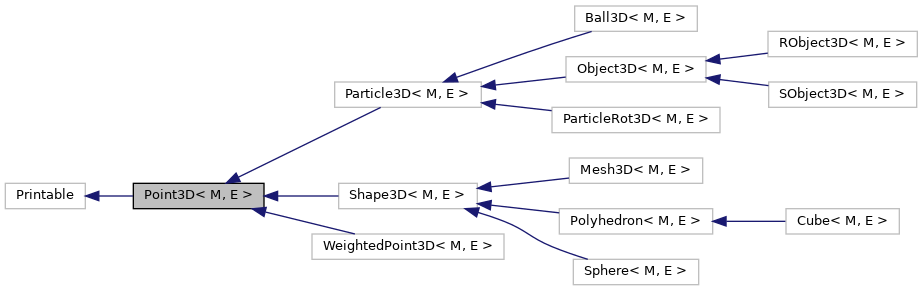 Ball3D< M, E >
RObject3D< M, E >
Object3D< M, E >
Particle3D< M, E >
SObject3D< M, E >
ParticleRot3D< M, E >
Mesh3D< M, E >
Printable
Point3D< M, E >
Shape3D< M, E >
Polyhedron< M, E >
Cube< M, E >
WeightedPoint3D< M, E >
Sphere< M, E >